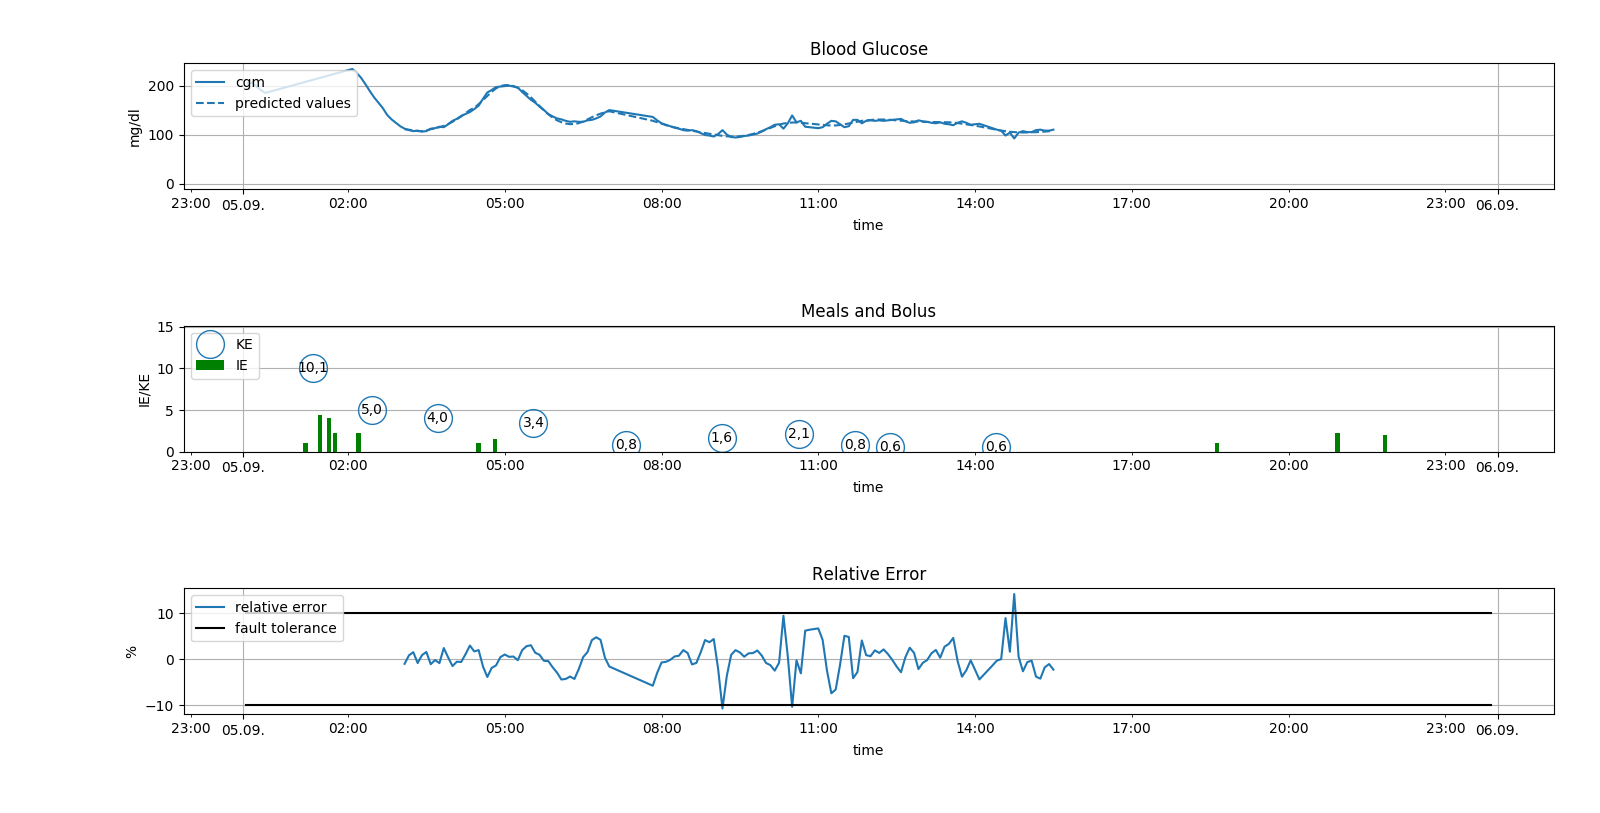 Blood Glucose
200
100
0
mg/dl
cgm
predicted values
23:00 05.09. 02:00 05:00 08:00 11:00 14:00 17:00 20:00 23:00 06.09.
time
Meals and Bolus
15
10
5
0
IE/KE
KE
IE
10,1
5,0
4,0
3,4
0,8
1,6
2,1
0,8
0,6
0,6
23:00 05.09. 02:00 05:00 08:00 11:00 14:00 17:00 20:00 23:00 06.09.
time
Relative Error
10
0
−10
%
relative error
fault tolerance
23:00 05.09. 02:00 05:00 08:00 11:00 14:00 17:00 20:00 23:00 06.09.
time